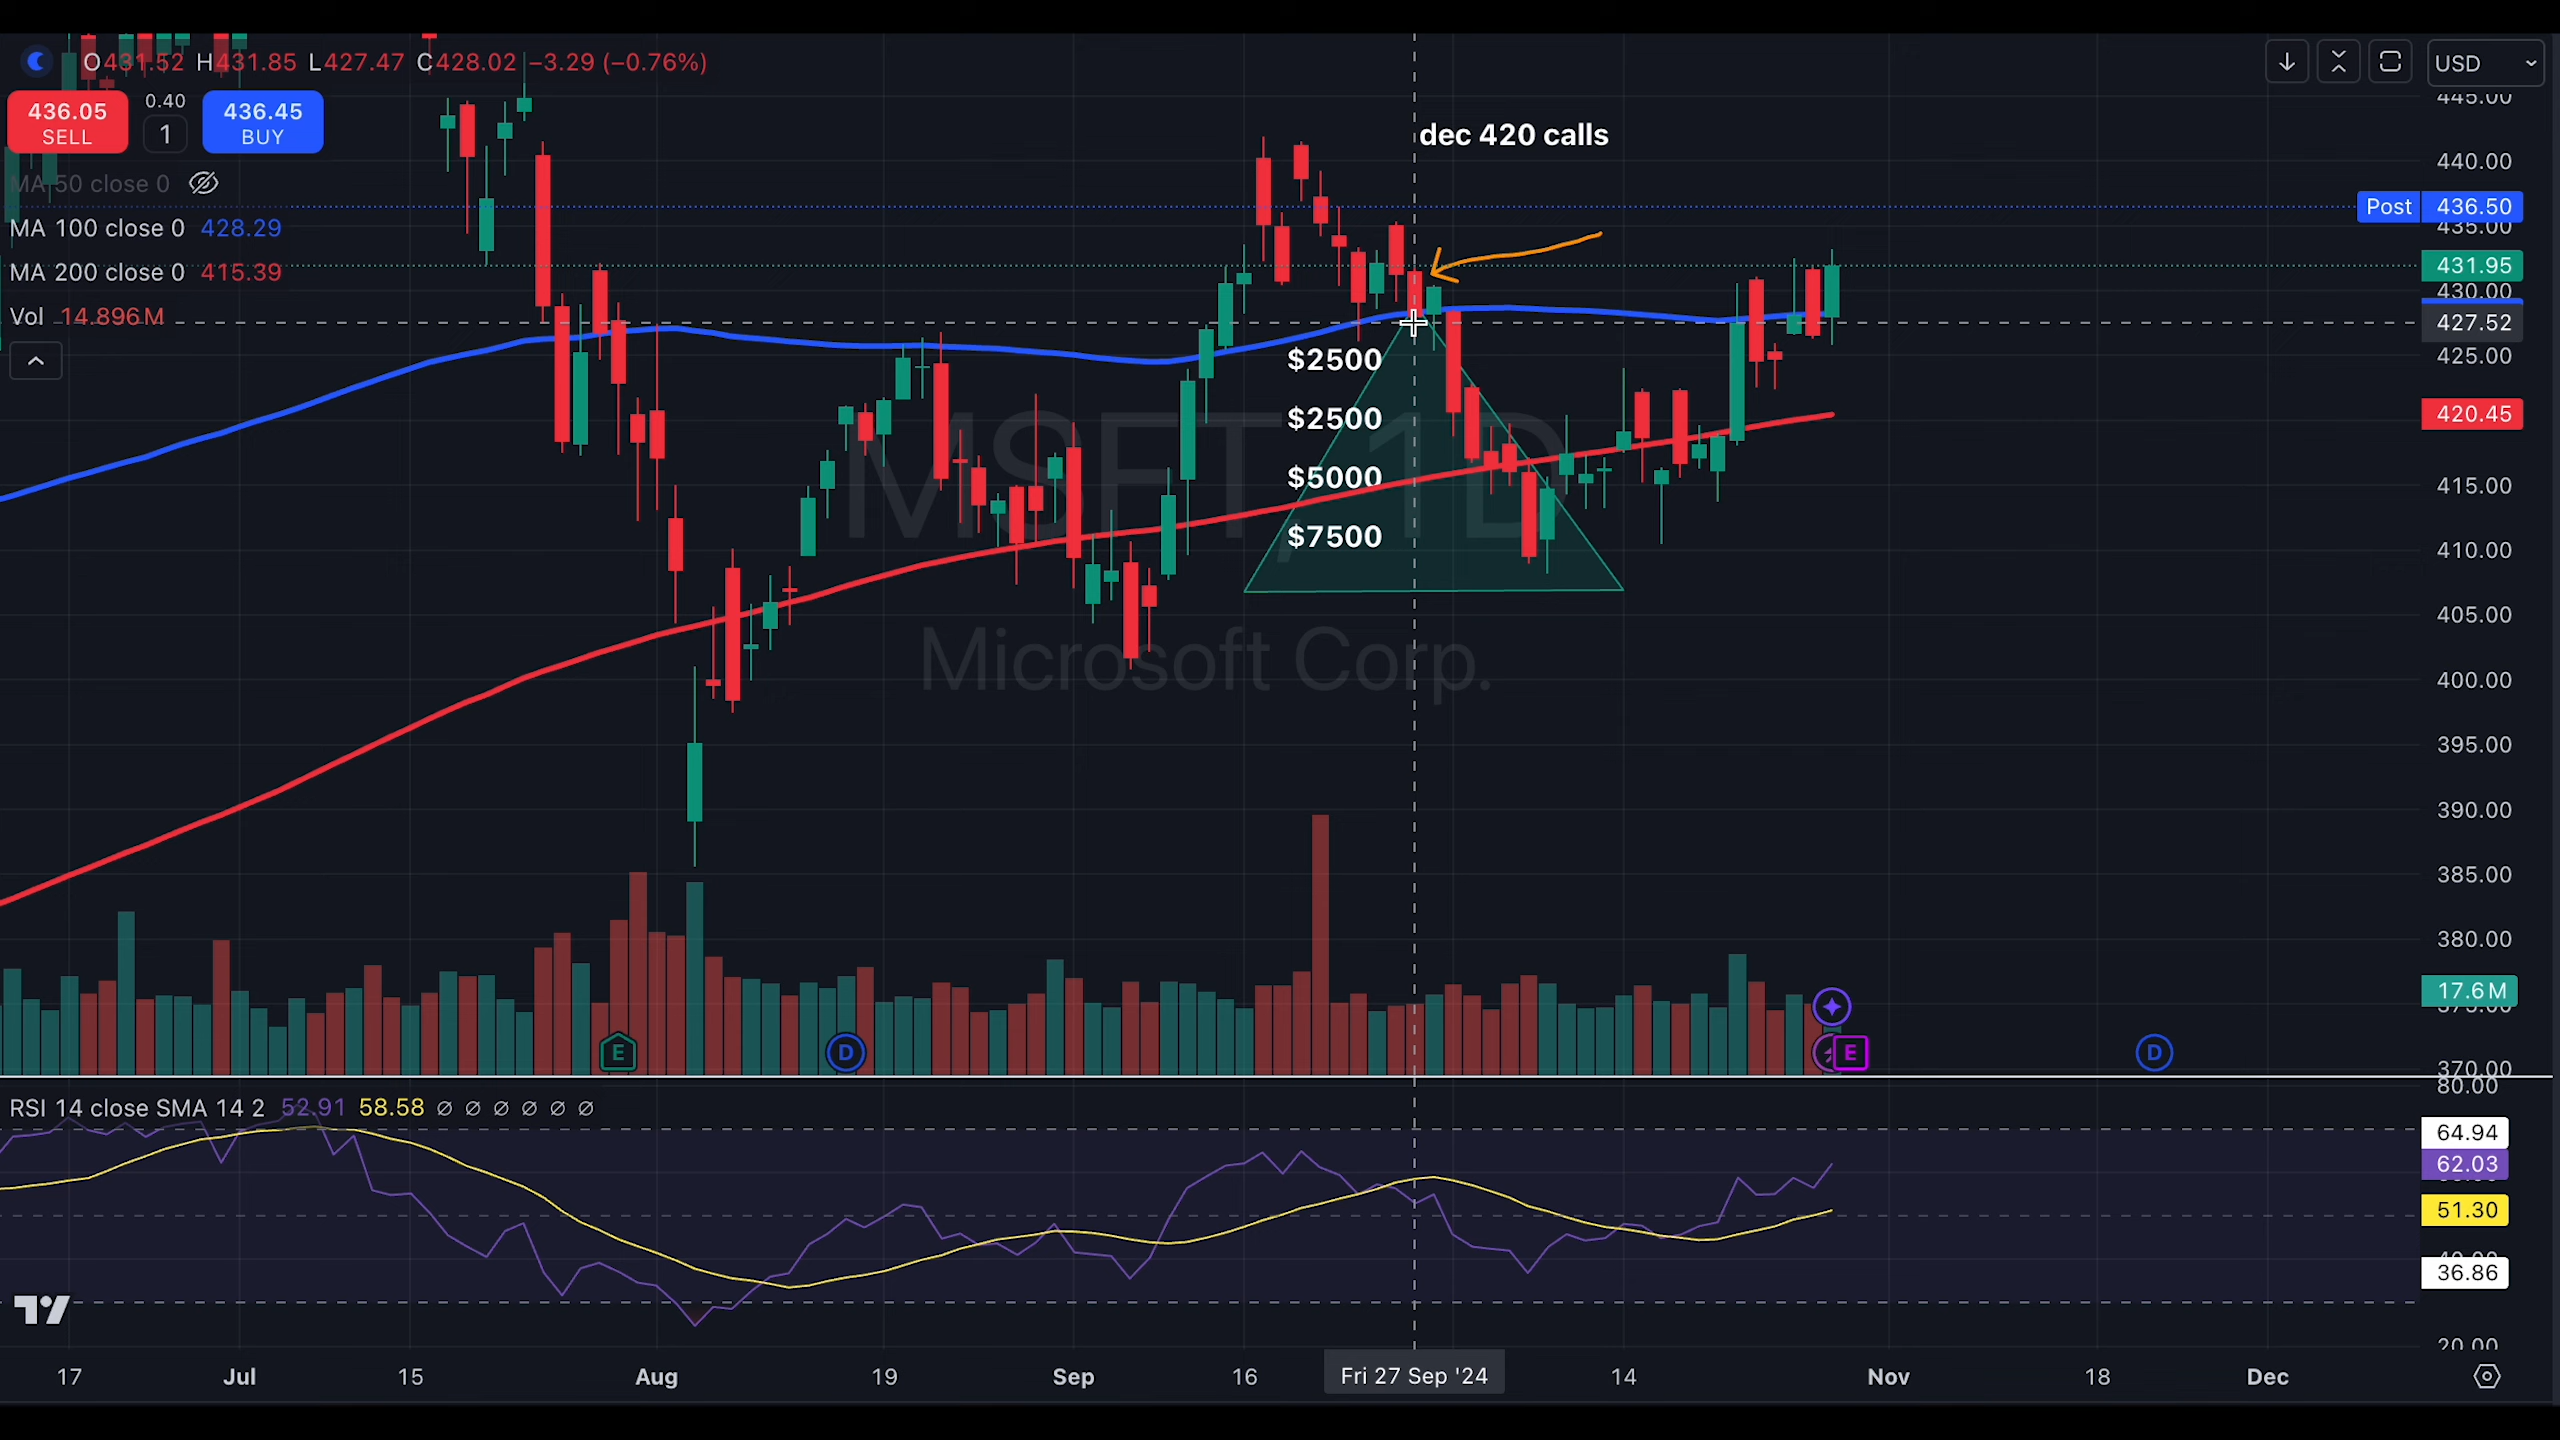 O431.52 H431.85 L427.47 C428.02 −3.29 (−0.76%)
USD
436.05
SELL
0.40
1
436.45
BUY
MA 50 close 0
MA 100 close 0 428.29
MA 200 close 0 415.39
Vol 14.896M
dec 420 calls
$2500
$2500
$5000
$7500
MSFT, 1D
Microsoft Corp.
445.00
440.00
Post 436.50
435.00
431.95
430.00
427.52
425.00
420.45
415.00
410.00
405.00
400.00
395.00
390.00
385.00
380.00
17.6M
375.00
370.00
E
D
E
D
RSI 14 close SMA 14 2 52.91 58.58 ∅ ∅ ∅ ∅ ∅ ∅
80.00
64.94
62.03
51.30
40.00
36.86
20.00
17 Jul 15 Aug 19 Sep 16 Fri 27 Sep '24 14 Nov 18 Dec